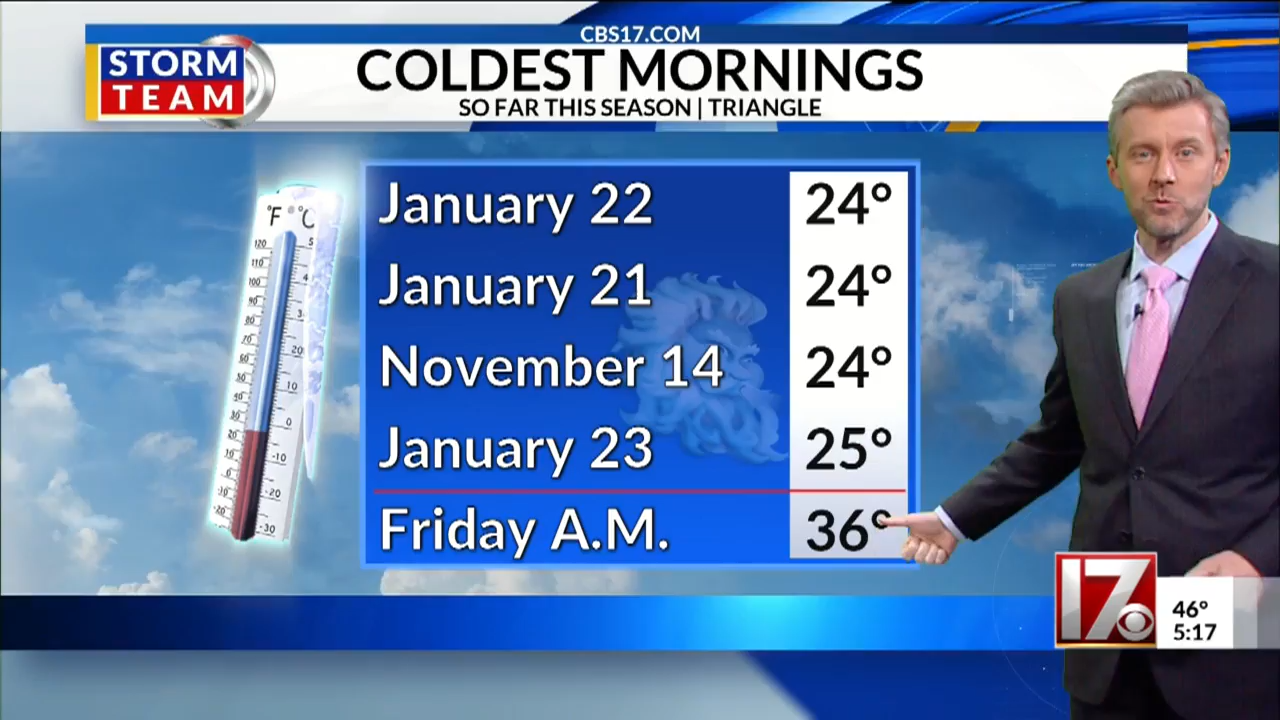 CBS17.COM
STORM
TEAM
COLDEST MORNINGS
SO FAR THIS SEASON | TRIANGLE
°F °C
January 22 24°
January 21 24°
November 14 24°
January 23 25°
Friday A.M. 36°
17
46°
5:17